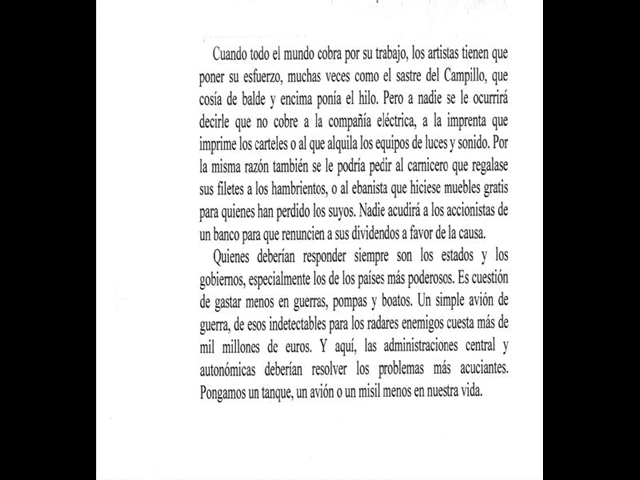 Cuando todo el mundo cobra por su trabajo, los artistas tienen que
poner su esfuerzo, muchas veces como el sastre del Campillo, que
cosía de balde y encima ponía el hilo. Pero a nadie se le ocurrirá
decirle que no cobre a la compañía eléctrica, a la imprenta que
imprime los carteles o al que alquila los equipos de luces y sonido. Por
la misma razón también se le podría pedir al carnicero que regalase
sus filetes a los hambrientos, o al ebanista que hiciese muebles gratis
para quienes han perdido los suyos. Nadie acudirá a los accionistas de
un banco para que renuncien a sus dividendos a favor de la causa.
Quienes deberían responder siempre son los estados y los
gobiernos, especialmente los de los países más poderosos. Es cuestión
de gastar menos en guerras, pompas y boatos. Un simple avión de
guerra, de esos indetectables para los radares enemigos cuesta más de
mil millones de euros. Y aquí, las administraciones central y
autonómicas deberían resolver los problemas más acuciantes.
Pongamos un tanque, un avión o un misil menos en nuestra vida.